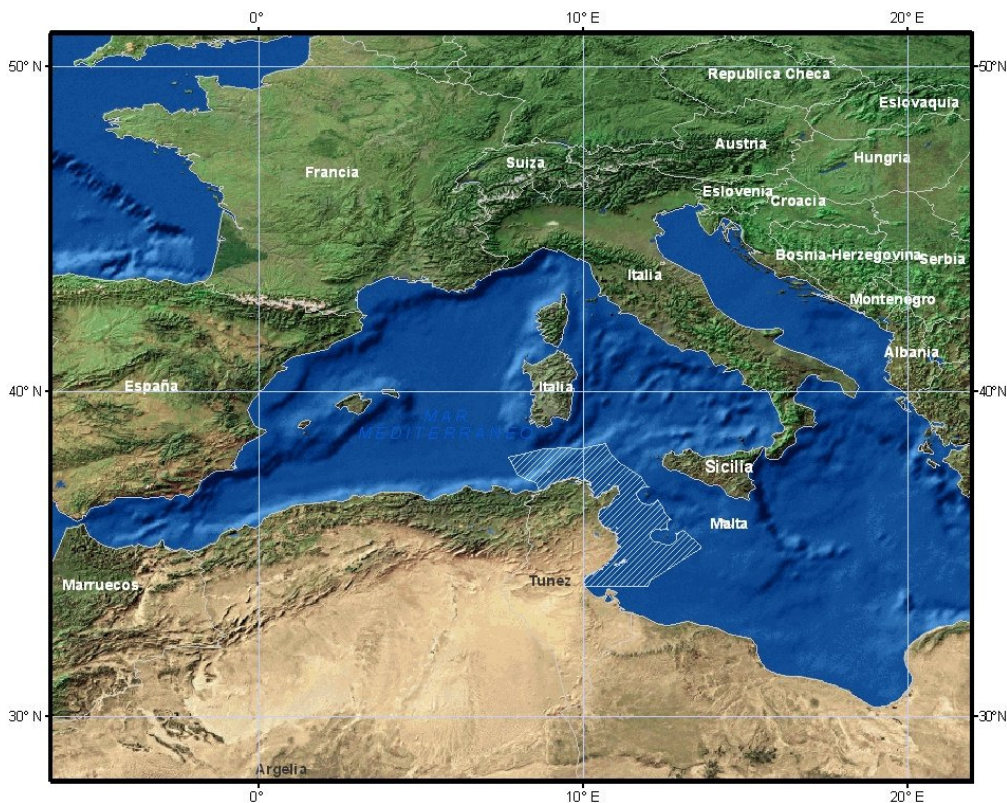 0°
10° E
20° E
50° N
50° N
Republica Checa
Eslovaquia
Austria
Hungria
Suiza
Francia
Eslovenia
Croacia
Bosnia-Herzegovina
Serbia
Italia
Montenegro
Albania
España
Italia
40° N
40° N
MAR
MEDITERRANEO
Sicilla
Malta
Marruecos
Tunez
30° N
30° N
Argelia
0°
10° E
20° E